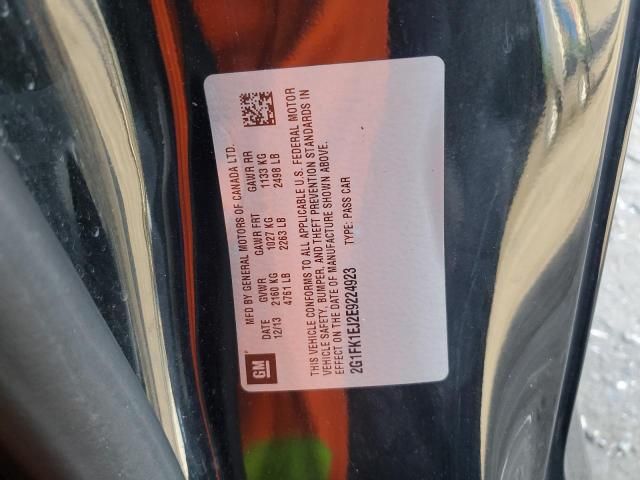 GM
MFD BY GENERAL MOTORS OF CANADA LTD.
DATE GVWR GAWR FRT GAWR RR
12/13 2160 KG 1027 KG 1133 KG
4761 LB 2263 LB 2498 LB
THIS VEHICLE CONFORMS TO ALL APPLICABLE U.S. FEDERAL MOTOR
VEHICLE SAFETY, BUMPER, AND THEFT PREVENTION STANDARDS IN
EFFECT ON THE DATE OF MANUFACTURE SHOWN ABOVE.
2G1FK1EJ2E9224923 TYPE: PASS CAR